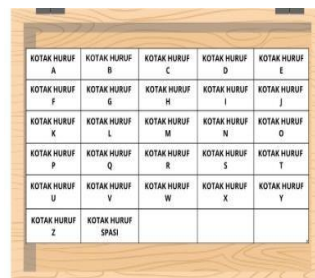 KOTAK HURUF KOTAK HURUF KOTAK HURUF KOTAK HURUF KOTAK HURUF
A B C D E
KOTAK HURUF KOTAK HURUF KOTAK HURUF KOTAK HURUF KOTAK HURUF
F G H I J
KOTAK HURUF KOTAK HURUF KOTAK HURUF KOTAK HURUF KOTAK HURUF
K L M N O
KOTAK HURUF KOTAK HURUF KOTAK HURUF KOTAK HURUF KOTAK HURUF
P Q R S T
KOTAK HURUF KOTAK HURUF KOTAK HURUF KOTAK HURUF KOTAK HURUF
U V W X Y
KOTAK HURUF KOTAK HURUF
Z SPASI